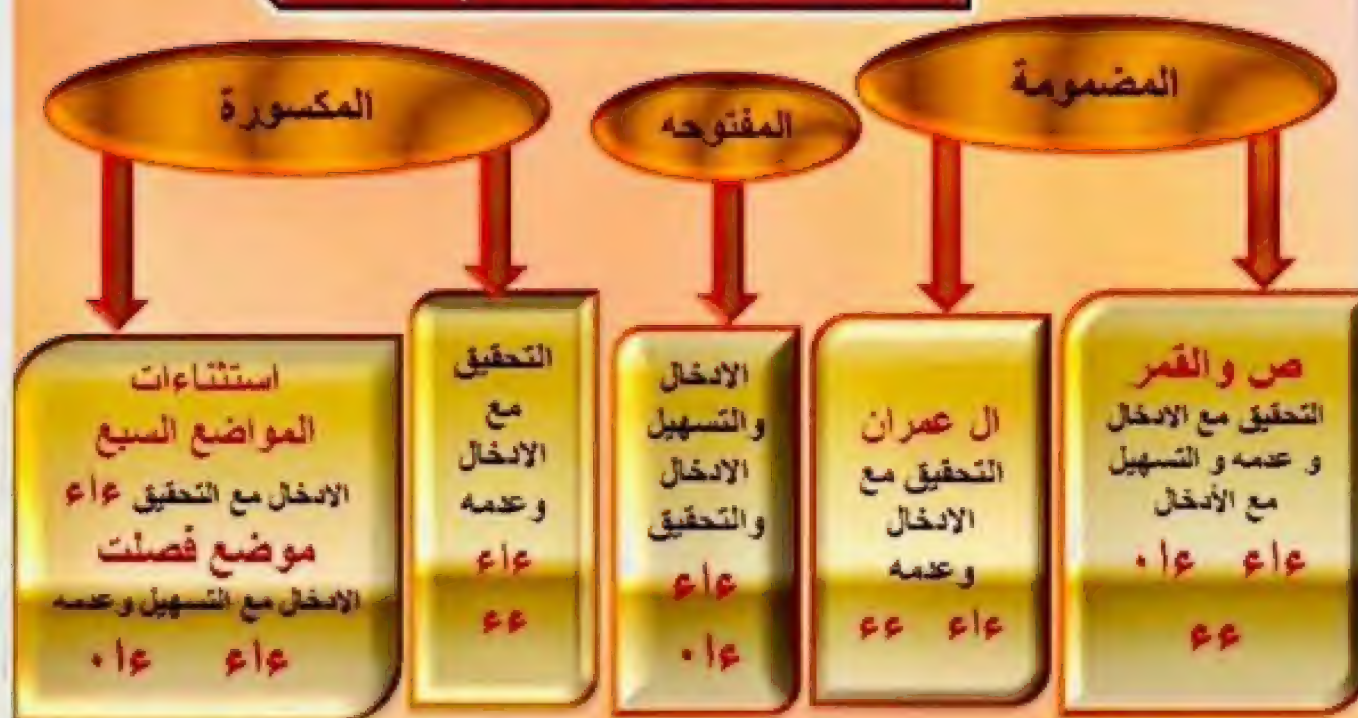 المضمومة
المفتوحه
المكسورة
ص والقمر
التحقيق مع الادخال
و عدمه و التسهيل
مع الأدخال
ءاء ءا٠
ءء
ال عمران
التحقيق مع
الادخال
وعدمه
ءاء ءء
الادخال
والتسهيل
الادخال
والتحقيق
ءاء
ءا٠
التحقيق
مع
الادخال
وعدمه
ءاء
ءء
استثناءات
المواضع السبع
الادخال مع التحقيق ءاء
موضع فصلت
الادخال مع التسهيل وعدمه
ءاء ءا٠